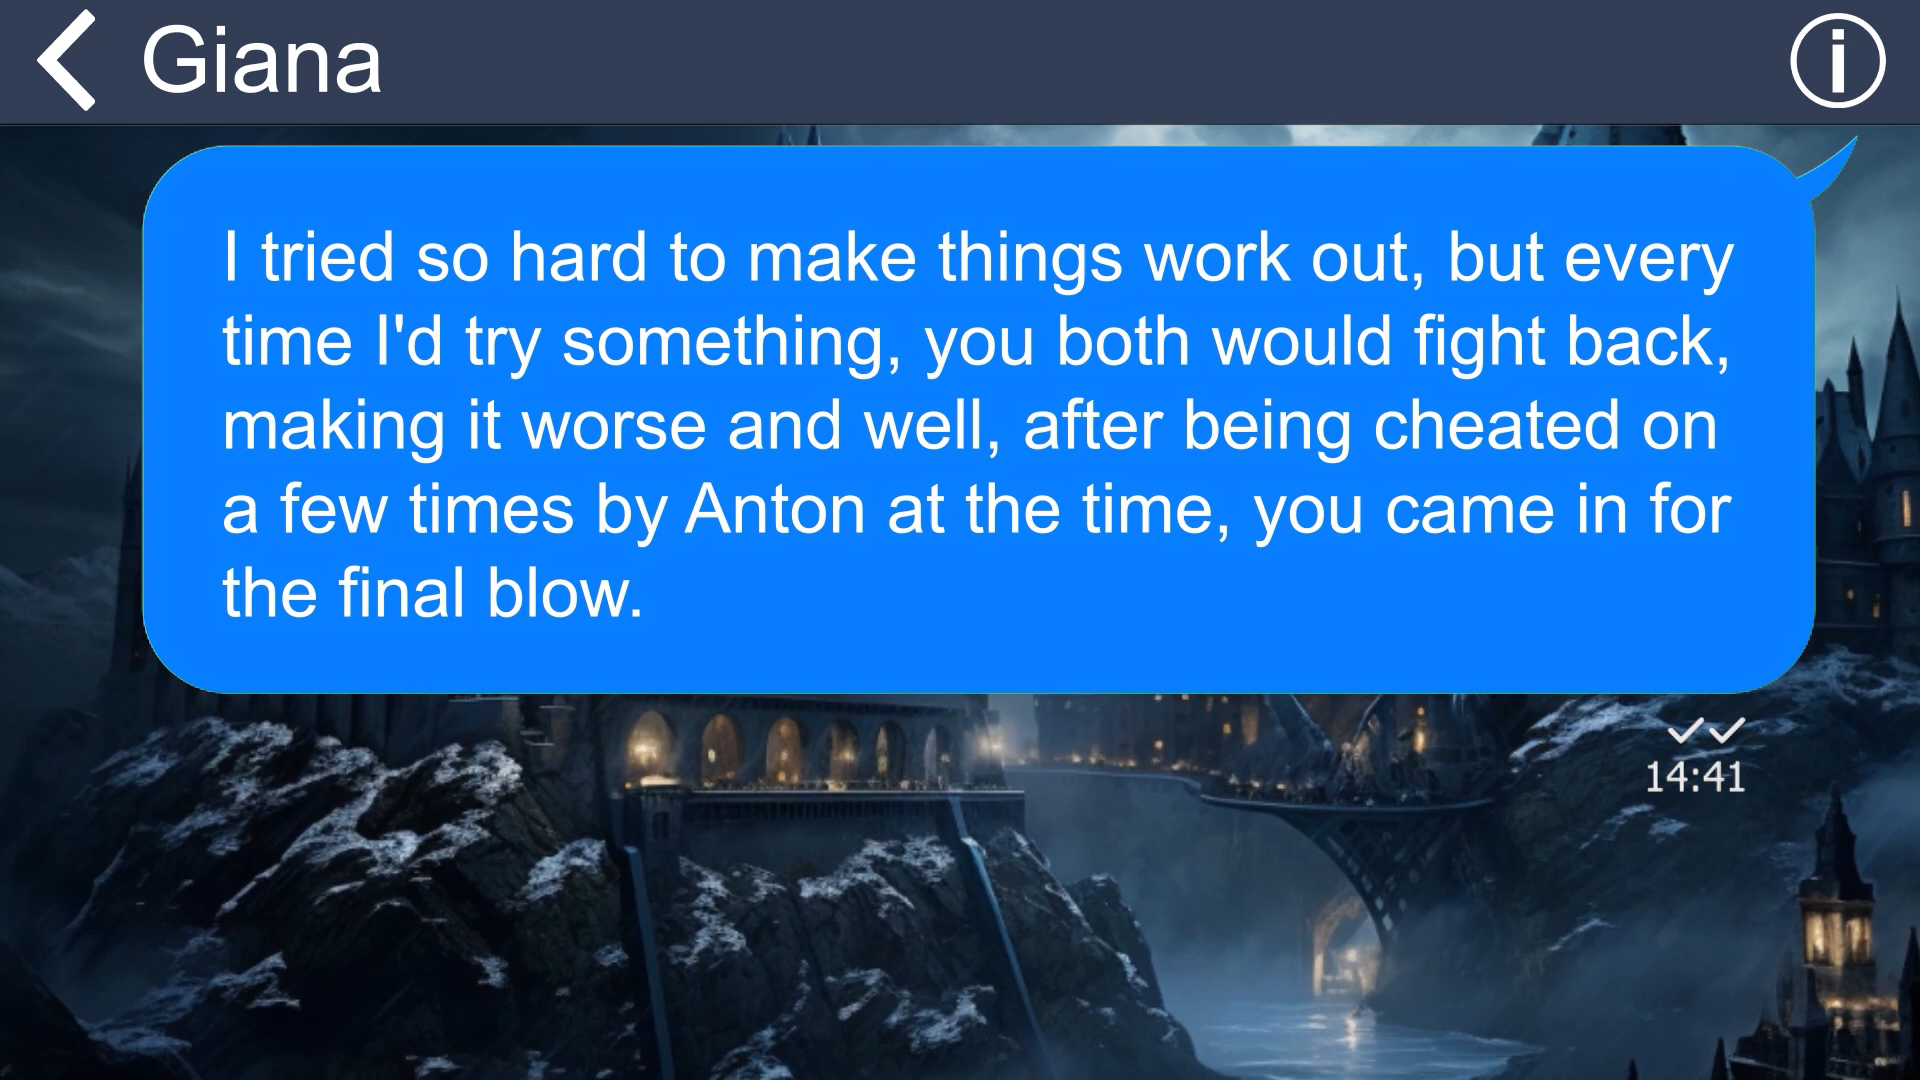 Giana
I tried so hard to make things work out, but every
time I'd try something, you both would fight back,
making it worse and well, after being cheated on
a few times by Anton at the time, you came in for
the final blow.
14:41